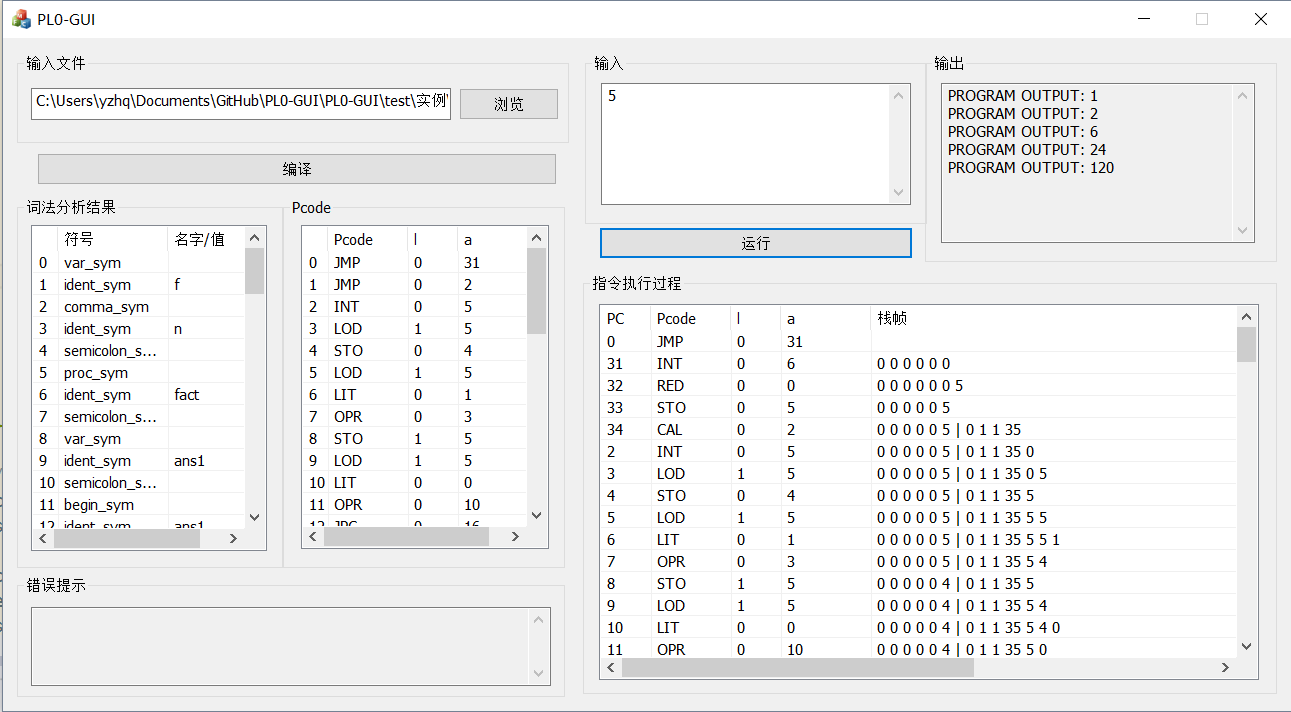 PL0-GUI
输入文件
C:\Users\yzhq\Documents\GitHub\PL0-GUI\PL0-GUI\test\实例
浏览
编译
词法分析结果
符号 名字/值
0 var_sym
1 ident_sym f
2 comma_sym
3 ident_sym n
4 semicolon_s...
5 proc_sym
6 ident_sym fact
7 semicolon_s...
8 var_sym
9 ident_sym ans1
10 semicolon_s...
11 begin_sym
12 ident_sym ans1
Pcode
Pcode l a
0 JMP 0 31
1 JMP 0 2
2 INT 0 5
3 LOD 1 5
4 STO 0 4
5 LOD 1 5
6 LIT 0 1
7 OPR 0 3
8 STO 1 5
9 LOD 1 5
10 LIT 0 0
11 OPR 0 10
12 JPC 0 16
错误提示
输入
5
运行
输出
PROGRAM OUTPUT: 1
PROGRAM OUTPUT: 2
PROGRAM OUTPUT: 6
PROGRAM OUTPUT: 24
PROGRAM OUTPUT: 120
指令执行过程
PC Pcode l a 栈帧
0 JMP 0 31
31 INT 0 6 0 0 0 0 0 0
32 RED 0 0 0 0 0 0 0 0 5
33 STO 0 5 0 0 0 0 0 5
34 CAL 0 2 0 0 0 0 0 5 | 0 1 1 35
2 INT 0 5 0 0 0 0 0 5 | 0 1 1 35 0
3 LOD 1 5 0 0 0 0 0 5 | 0 1 1 35 0 5
4 STO 0 4 0 0 0 0 0 5 | 0 1 1 35 5
5 LOD 1 5 0 0 0 0 0 5 | 0 1 1 35 5 5
6 LIT 0 1 0 0 0 0 0 5 | 0 1 1 35 5 5 1
7 OPR 0 3 0 0 0 0 0 5 | 0 1 1 35 5 4
8 STO 1 5 0 0 0 0 0 4 | 0 1 1 35 5
9 LOD 1 5 0 0 0 0 0 4 | 0 1 1 35 5 4
10 LIT 0 0 0 0 0 0 0 4 | 0 1 1 35 5 4 0
11 OPR 0 10 0 0 0 0 0 4 | 0 1 1 35 5 0